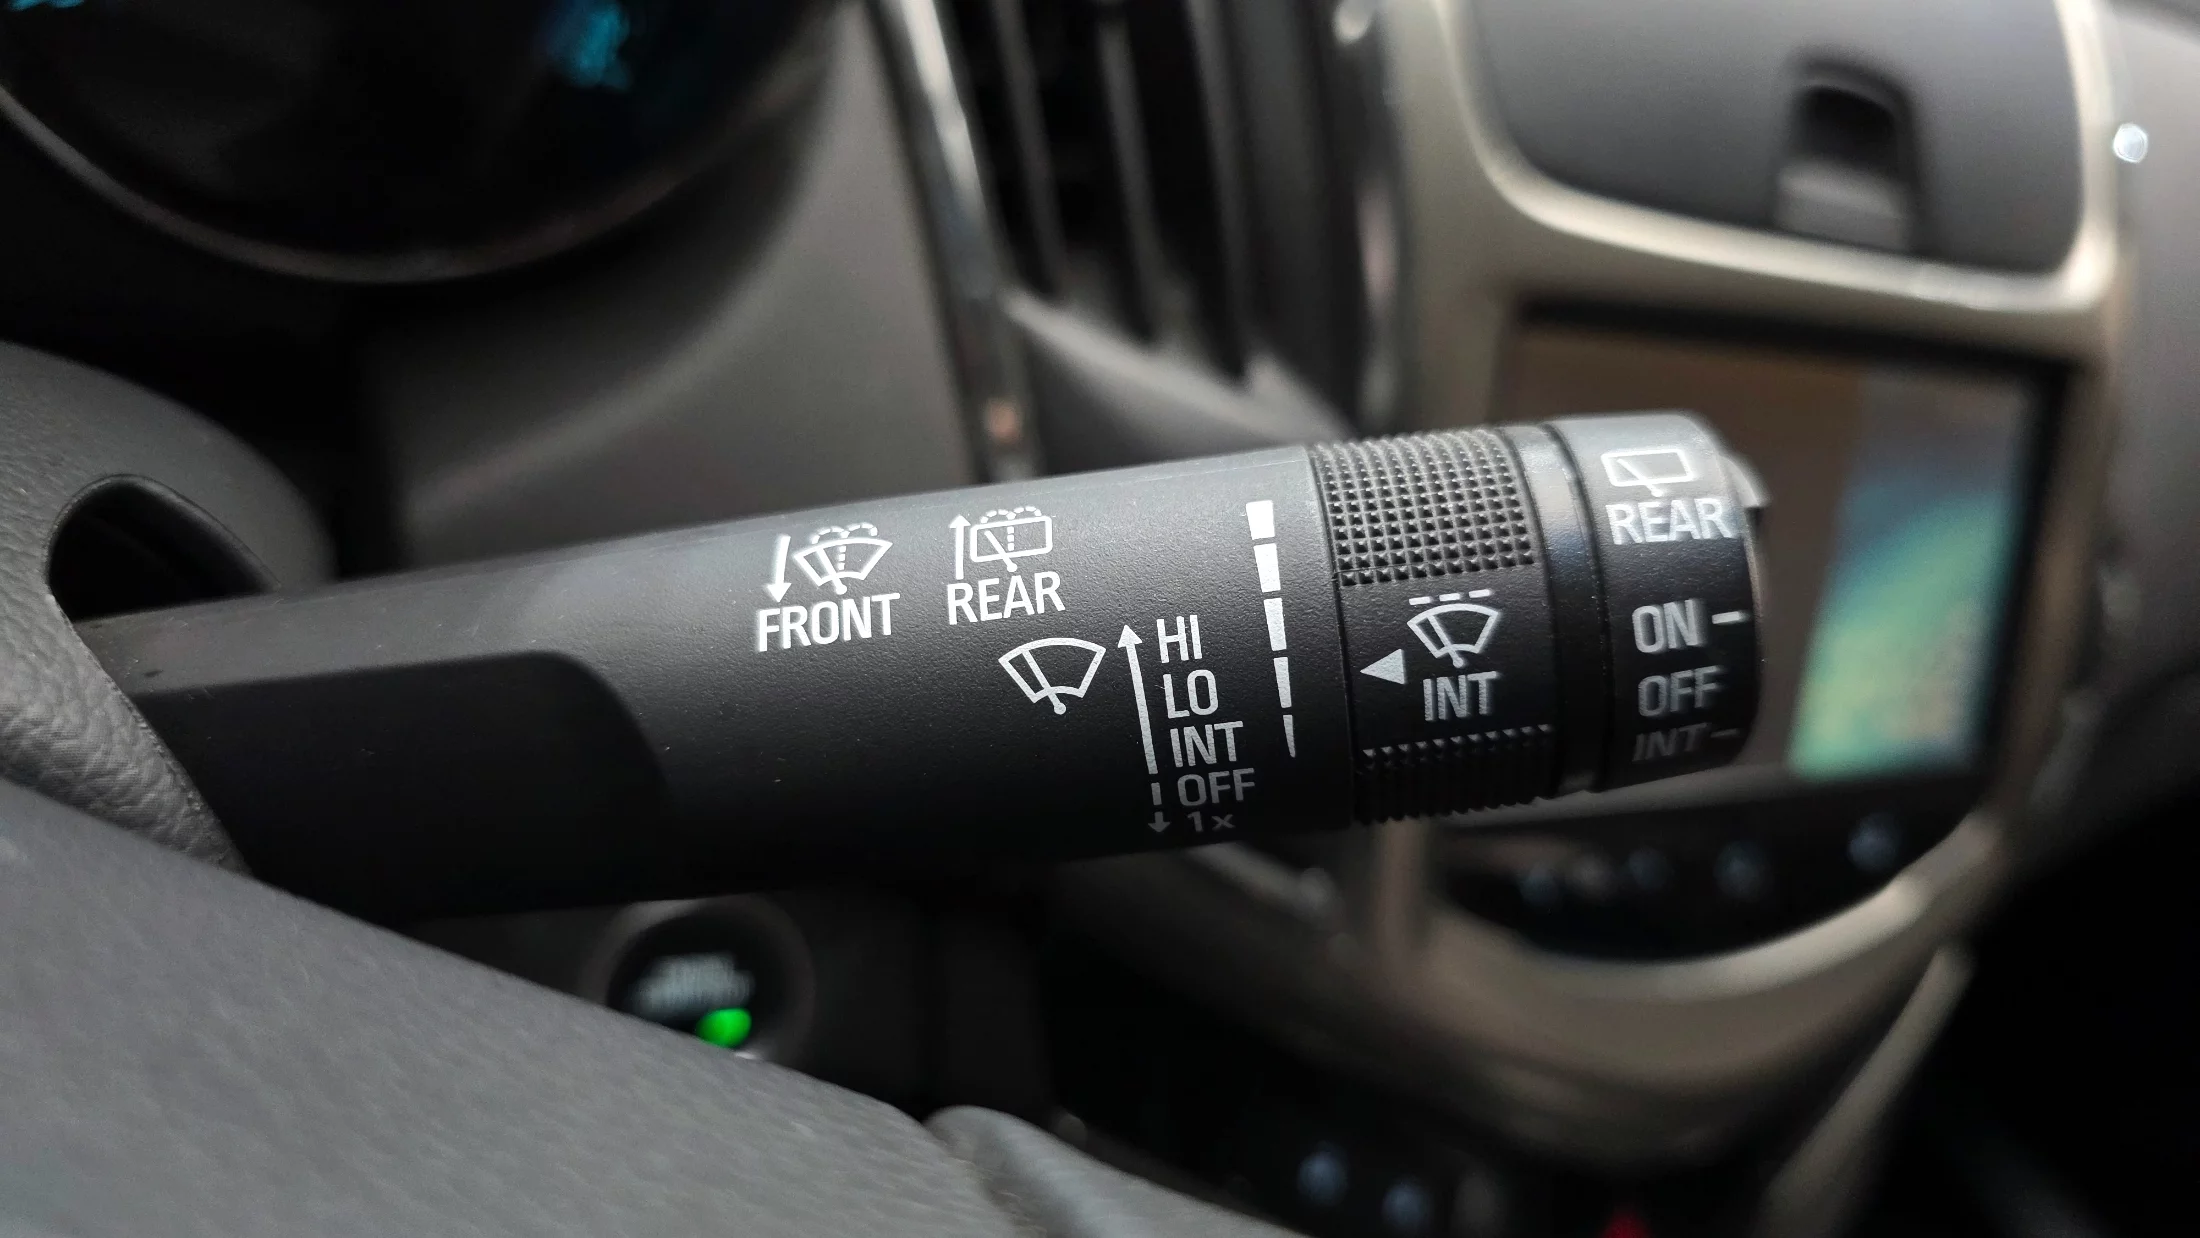 FRONT
REAR
HI
LO
INT
OFF
1x
INT
REAR
ON
OFF
INT